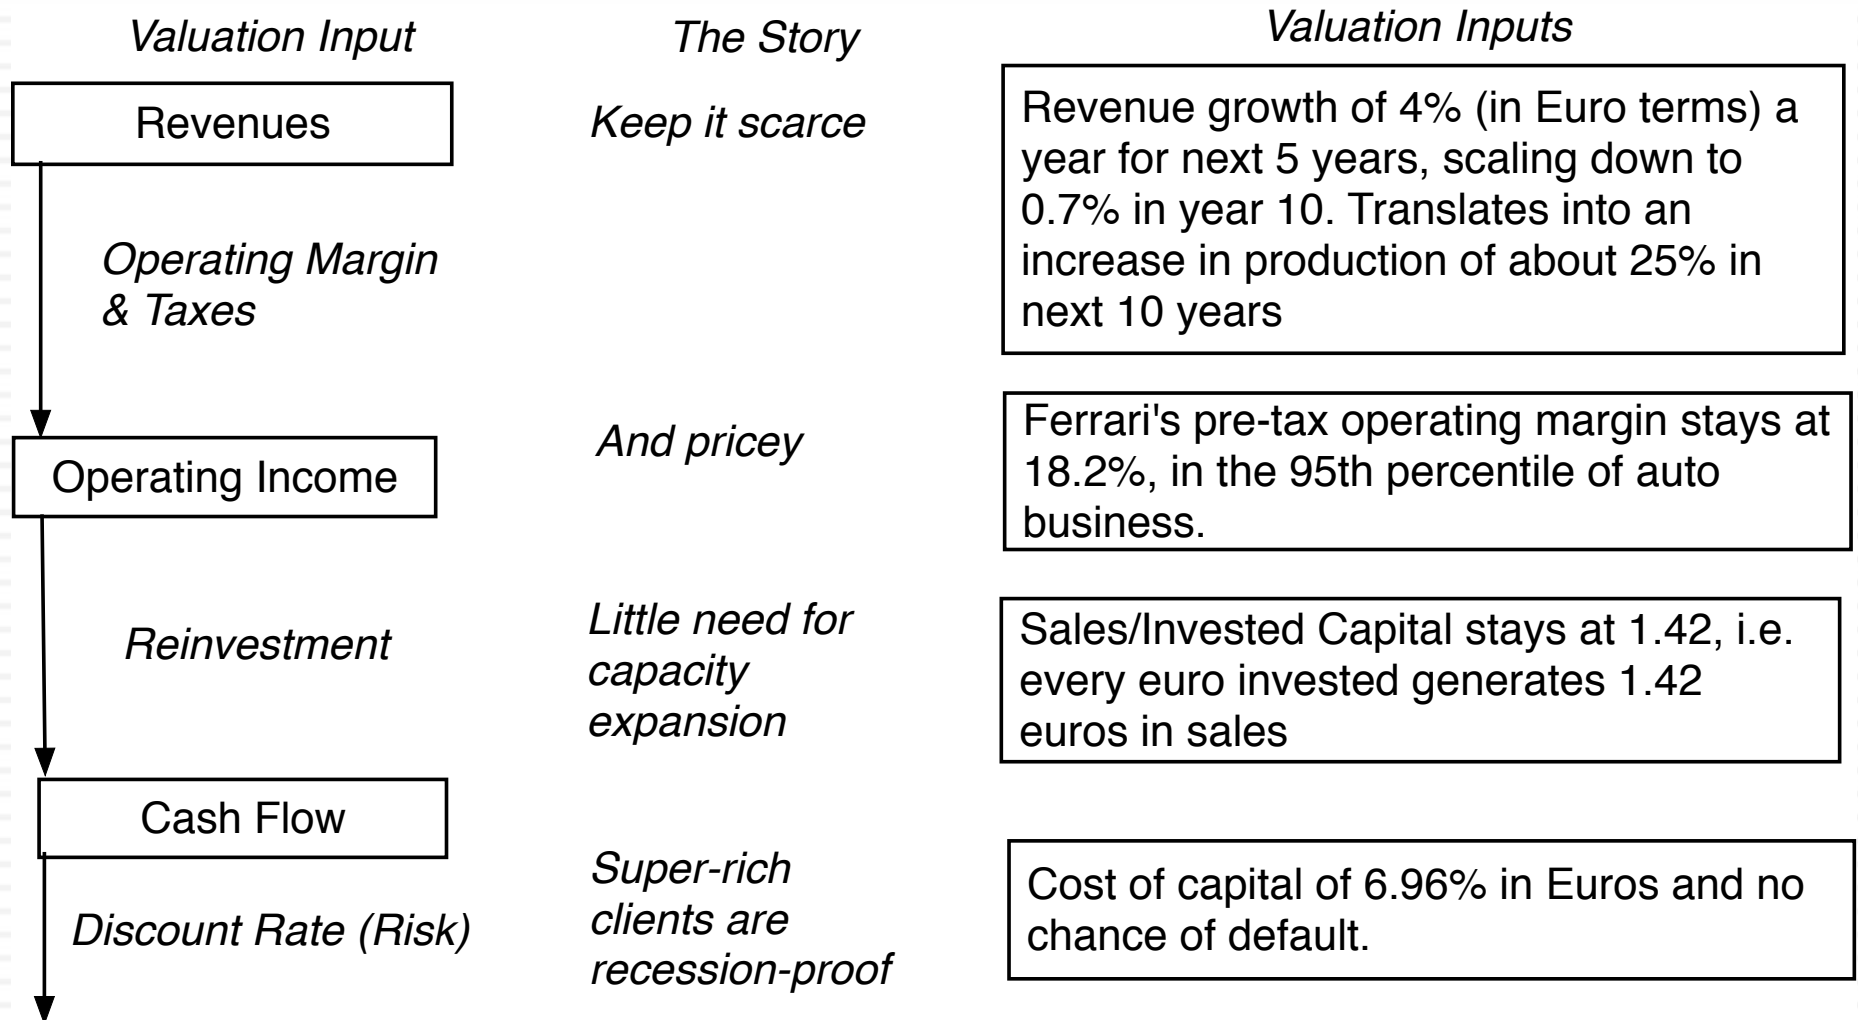 Valuation Input
The Story
Valuation Inputs
Revenues
Keep it scarce
Revenue growth of 4% (in Euro terms) a
year for next 5 years, scaling down to
0.7% in year 10. Translates into an
increase in production of about 25% in
next 10 years
Operating Margin
& Taxes
Operating Income
And pricey
Ferrari's pre-tax operating margin stays at
18.2%, in the 95th percentile of auto
business.
Reinvestment
Little need for
capacity
expansion
Sales/Invested Capital stays at 1.42, i.e.
every euro invested generates 1.42
euros in sales
Cash Flow
Discount Rate (Risk)
Super-rich
clients are
recession-proof
Cost of capital of 6.96% in Euros and no
chance of default.